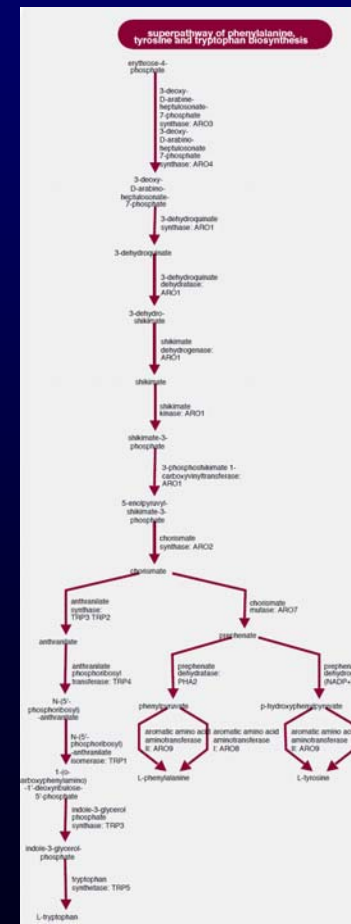 superpathway of phenylalanine,
tyrosine and tryptophan biosynthesis
erythrose-4-
phosphate
3-deoxy-
D-arabine-
heptulosonate-
7-phosphate
synthase: ARO3
3-deoxy-
D-arabino-
heptulosonate
7-phosphate
synthase: ARO4
3-deoxy-
D-arabino-
heptulosonate-
7-phosphate
3-dehydroquinate
synthase: ARO1
3-dehydroquinate
3-dehydroquinate
dehydratase:
ARO1
3-dehydro-
shikimate
shikimate
dehydrogenase:
ARO1
shikimate
shikimate
kinase: ARO1
shikimate-3-
phosphate
3-phosphoshikimate 1-
carboxyvinyltransferase:
ARO1
5-enolpyruvyl-
shikimate-3-
phosphate
chorismate
synthase: ARO2
chorismate
anthranilate
synthase:
TRP3 TRP2
chorismate
mutase: ARO7
anthranilate
prephenate
anthranilate
phosphoribosyl
transferase: TRP4
prephenate
dehydratase:
PHA2
prephen
dehydro
(NADP+
N-(5'-
phosphoribosyl)
-anthranilate
phenylpyruvate
p-hydroxyphenylpyruvate
N-(5'-
phosphoribosyl)
-anthranilate
isomerase: TRP1
aromatic amino acid
aminotransferase
II: ARO9
aromatic amino acid
aminotransferase
I: ARO8
aromatic amino acid
aminotransferase
II: ARO9
aromatic
aminotran
I: ARO8
1-(o-
carboxyphenylamino)
-1'-deoxyribulose-
5'-phosphate
L-phenylalanine
L-tyrosine
indole-3-glycerol
phosphate
synthase: TRP3
indole-3-glycerol-
phosphate
tryptophan
synthetase: TRP5
L-tryptophan